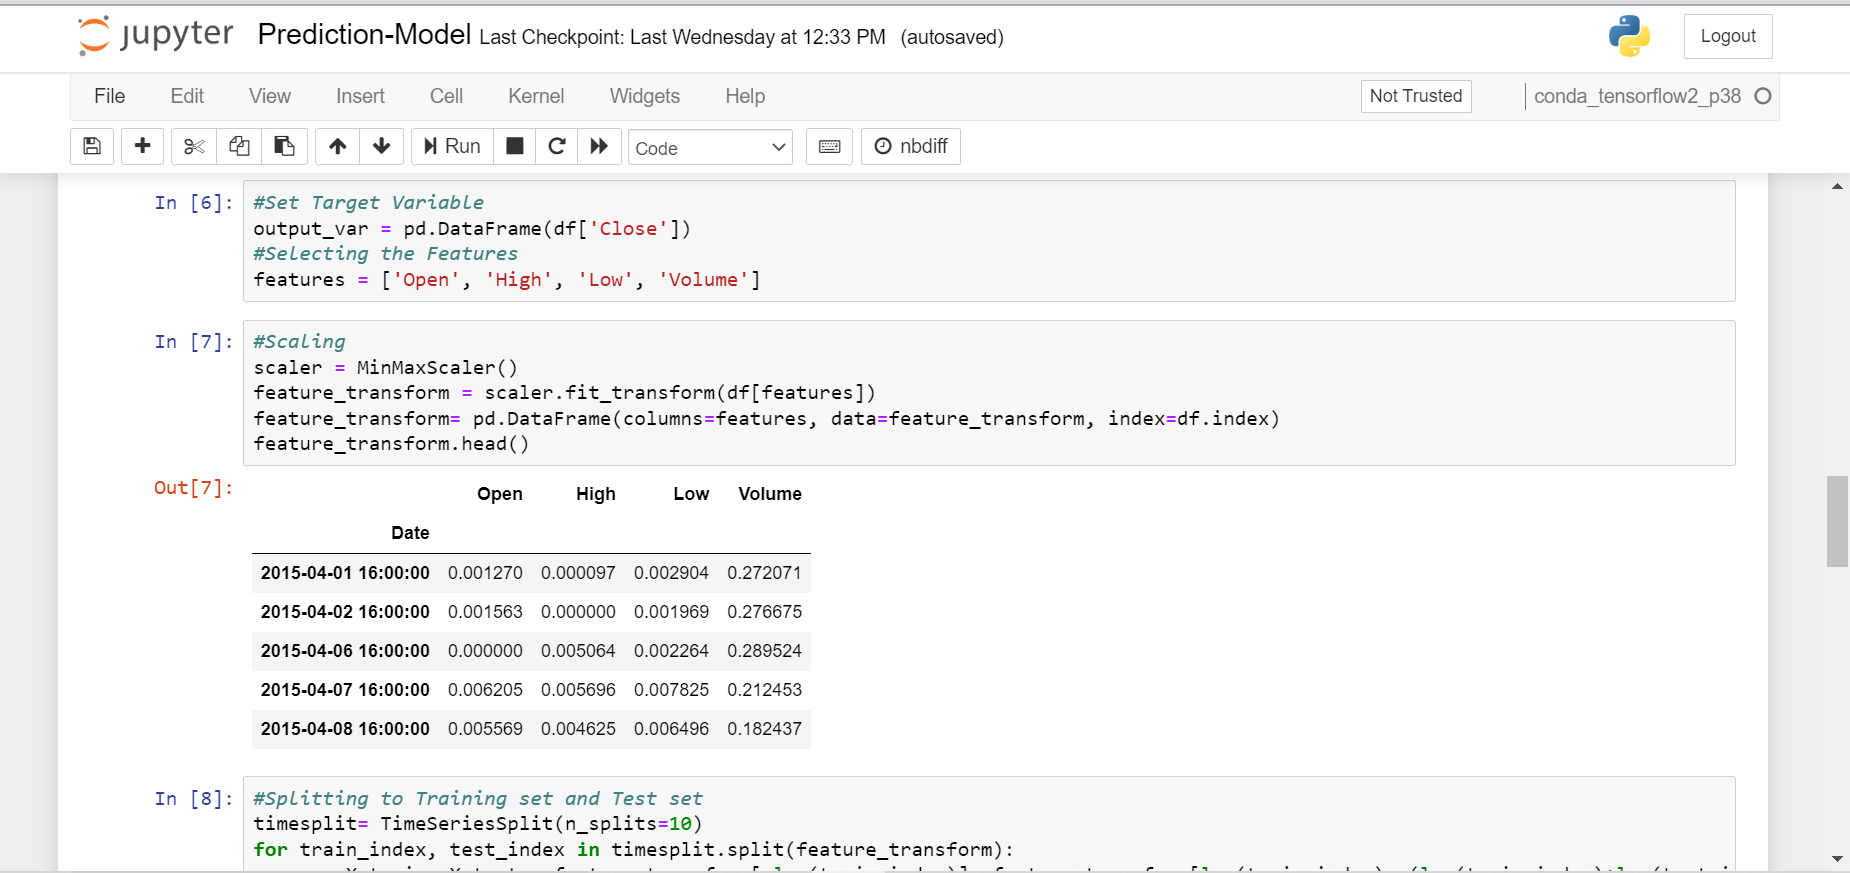 jupyter Prediction-Model Last Checkpoint: Last Wednesday at 12:33 PM (autosaved)
Logout
File Edit View Insert Cell Kernel Widgets Help
Not Trusted
conda_tensorflow2_p38
Run
Code
nbdiff
In [6]:
#Set Target Variable
output_var = pd.DataFrame(df['Close'])
#Selecting the Features
features = ['Open', 'High', 'Low', 'Volume']
In [7]:
#Scaling
scaler = MinMaxScaler()
feature_transform = scaler.fit_transform(df[features])
feature_transform= pd.DataFrame(columns=features, data=feature_transform, index=df.index)
feature_transform.head()
Out[7]:
Open High Low Volume
Date
2015-04-01 16:00:00 0.001270 0.000097 0.002904 0.272071
2015-04-02 16:00:00 0.001563 0.000000 0.001969 0.276675
2015-04-06 16:00:00 0.000000 0.005064 0.002264 0.289524
2015-04-07 16:00:00 0.006205 0.005696 0.007825 0.212453
2015-04-08 16:00:00 0.005569 0.004625 0.006496 0.182437
In [8]:
#Splitting to Training set and Test set
timesplit= TimeSeriesSplit(n_splits=10)
for train_index, test_index in timesplit.split(feature_transform):